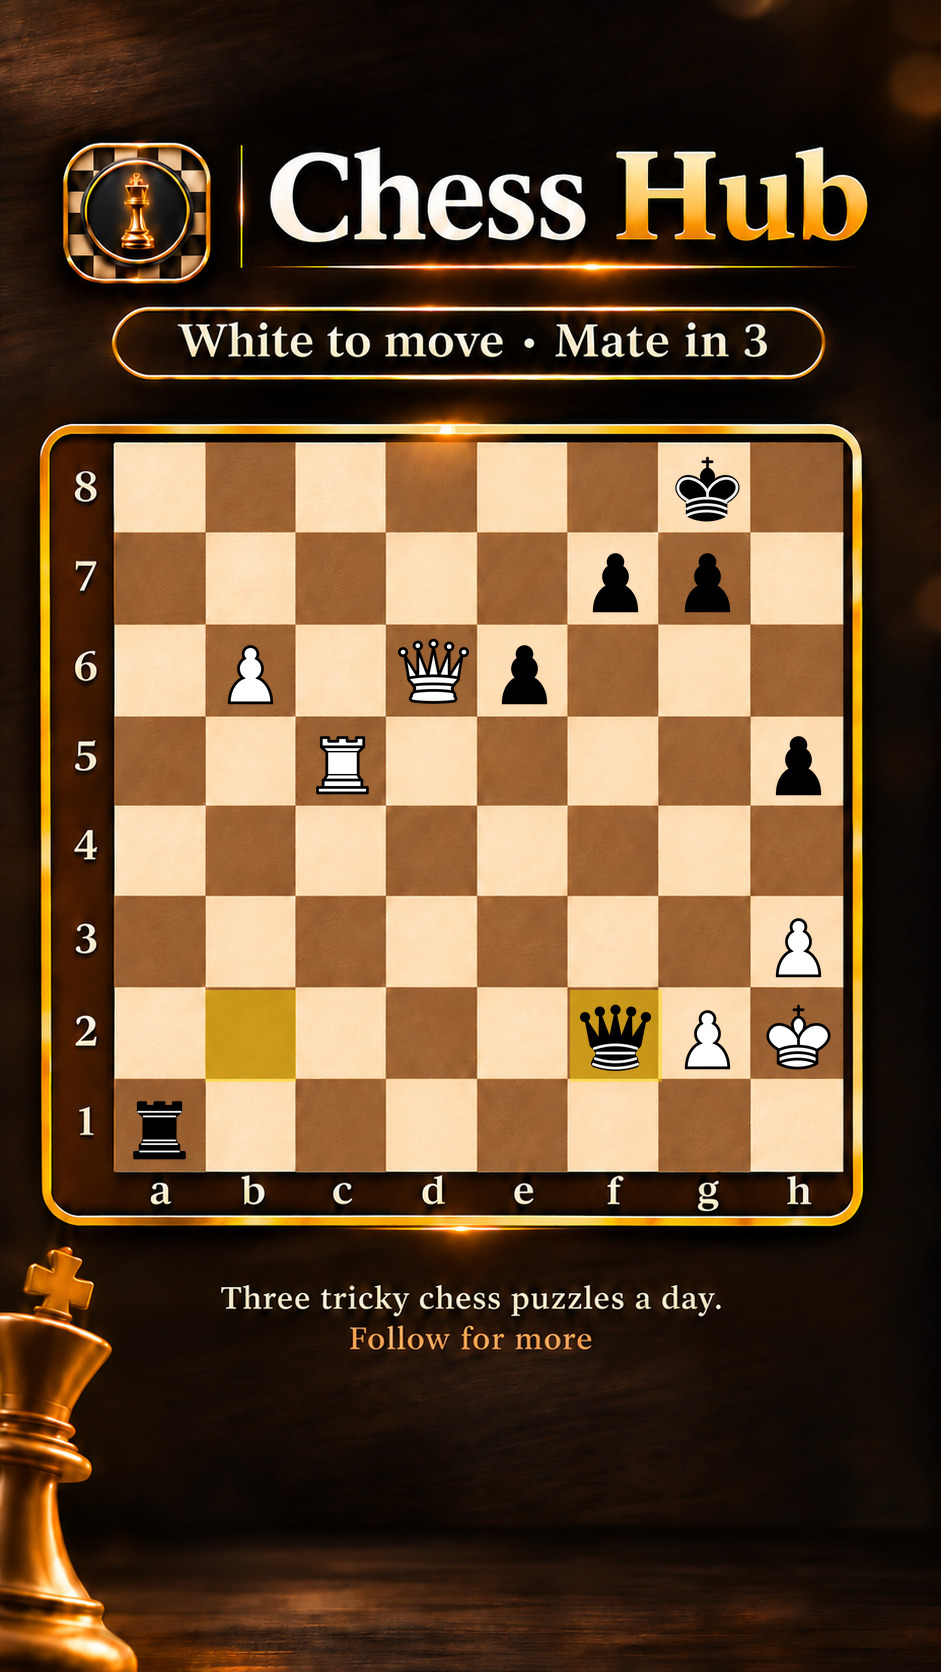 Chess Hub
White to move • Mate in 3
8
7
6
5
4
3
2
1
a b c d e f g h
Three tricky chess puzzles a day.
Follow for more